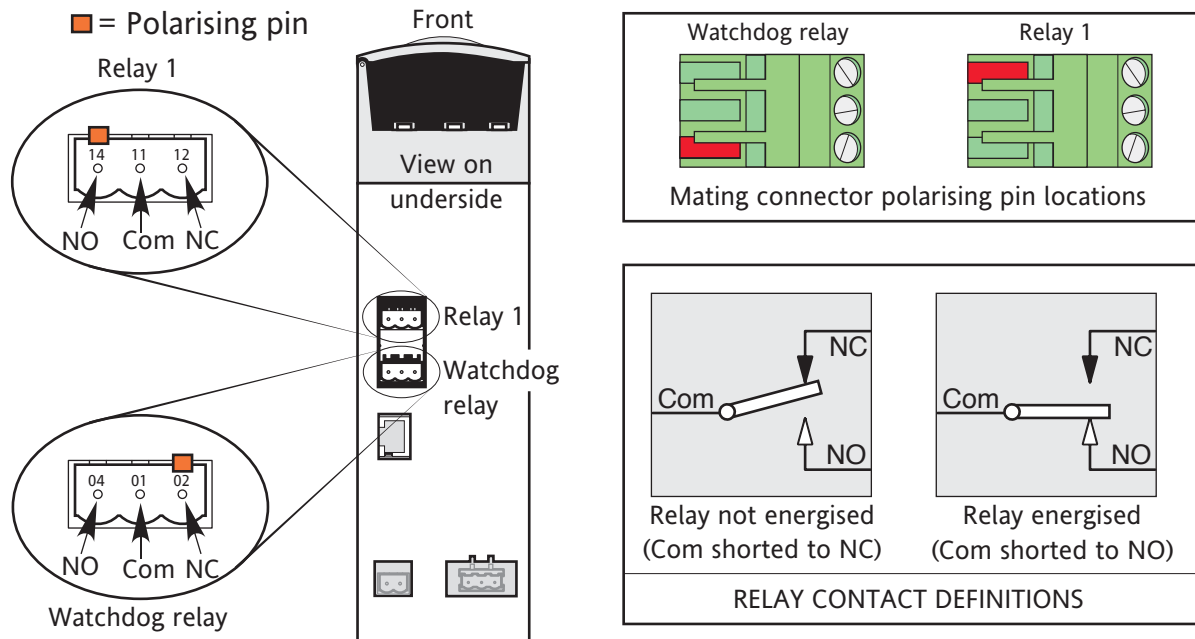 = Polarising pin
Relay 1
14 11 12
NO Com NC
Front
View on
underside
Relay 1
Watchdog
relay
04 01 02
NO Com NC
Watchdog relay
Watchdog relay
Relay 1
Mating connector polarising pin locations
NC
Com
NO
Relay not energised
(Com shorted to NC)
NC
Com
NO
Relay energised
(Com shorted to NO)
RELAY CONTACT DEFINITIONS